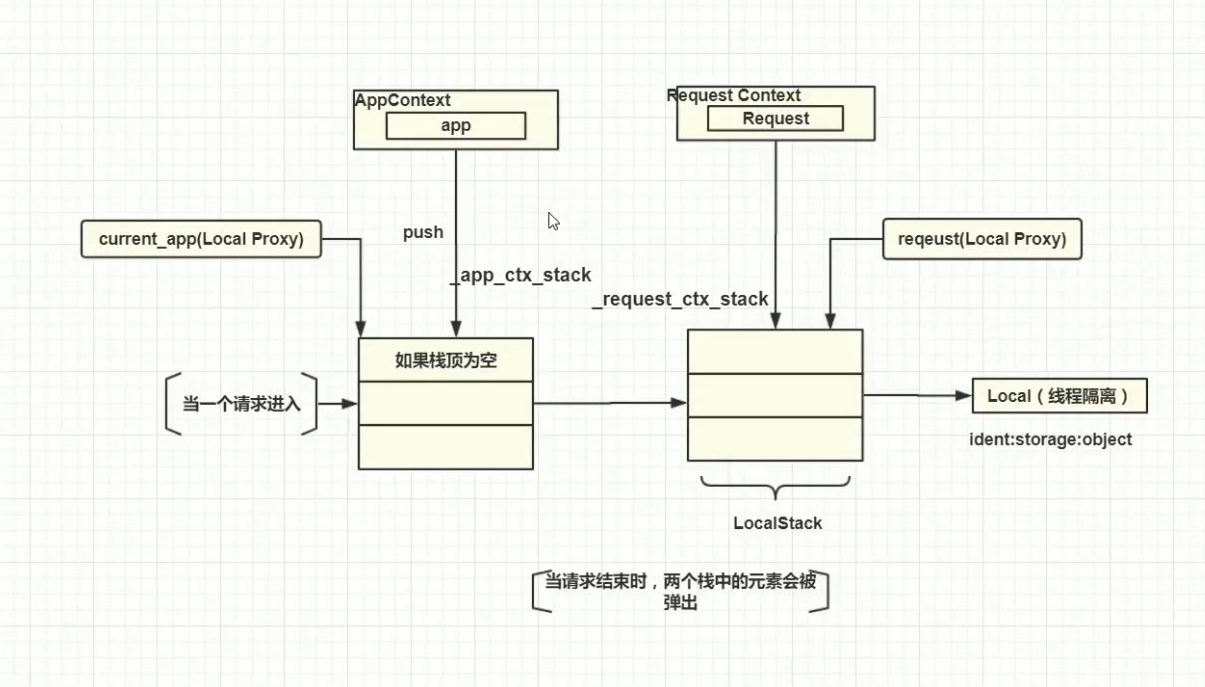 AppContext
app
Request Context
Request
push
current_app(Local Proxy)
reqeust(Local Proxy)
_app_ctx_stack
_request_ctx_stack
如果栈顶为空
当一个请求进入
Local（线程隔离）
ident:storage:object
LocalStack
当请求结束时，两个栈中的元素会被
弹出